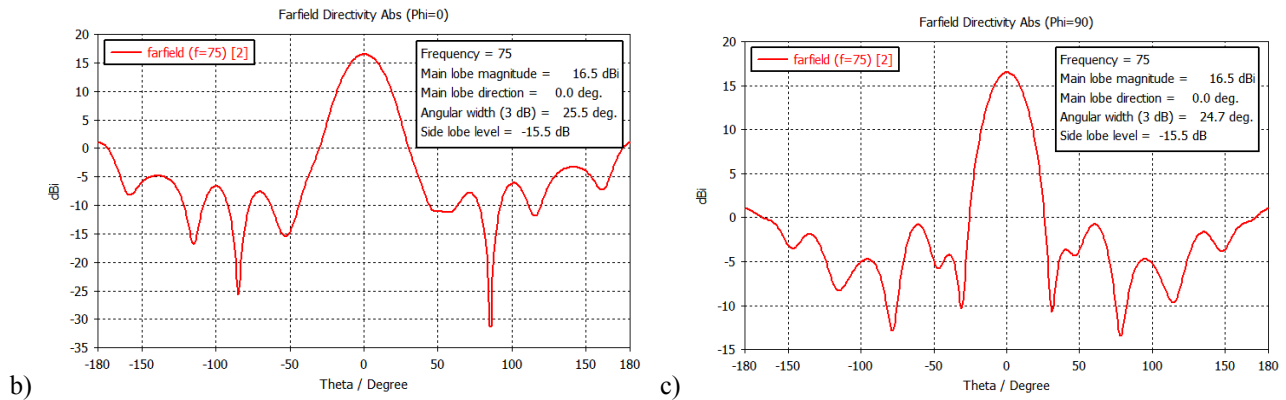 Farfield Directivity Abs (Phi=0)
farfield (f=75) [2]
Frequency = 75
Main lobe magnitude = 16.5 dBi
Main lobe direction = 0.0 deg.
Angular width (3 dB) = 25.5 deg.
Side lobe level = -15.5 dB
20
15
10
5
0
-5
-10
-15
-20
-25
-30
-35
dBi
-180 -150 -100 -50 0 50 100 150 180
Theta / Degree
b)
Farfield Directivity Abs (Phi=90)
farfield (f=75) [2]
Frequency = 75
Main lobe magnitude = 16.5 dBi
Main lobe direction = 0.0 deg.
Angular width (3 dB) = 24.7 deg.
Side lobe level = -15.5 dB
20
15
10
5
0
-5
-10
-15
dBi
-180 -150 -100 -50 0 50 100 150 180
Theta / Degree
c)